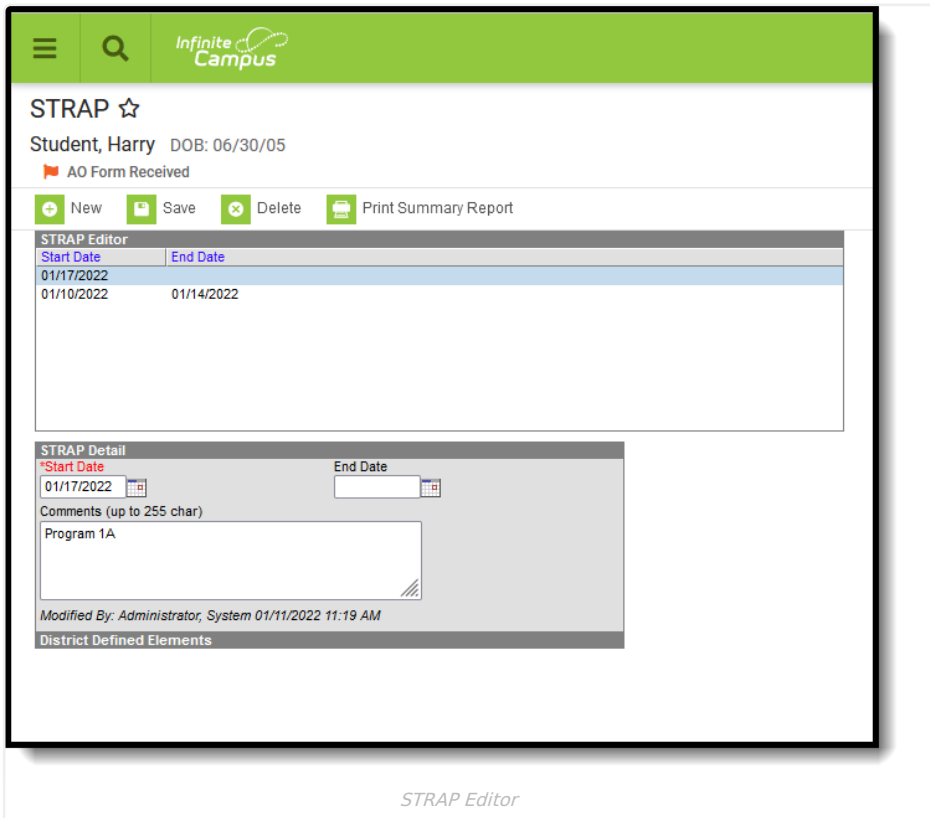 Infinite
Campus
STRAP
Student, Harry DOB: 06/30/05
AO Form Received
New Save Delete Print Summary Report
STRAP Editor
Start Date End Date
01/17/2022
01/10/2022 01/14/2022
STRAP Detail
*Start Date End Date
01/17/2022
Comments (up to 255 char)
Program 1A
Modified By: Administrator, System 01/11/2022 11:19 AM
District Defined Elements
STRAP Editor